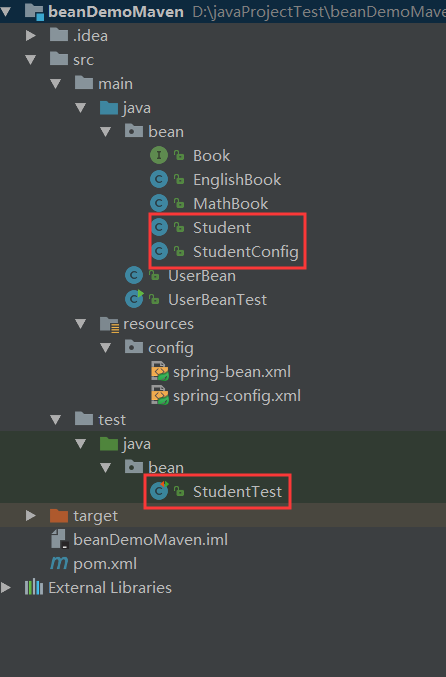 beanDemoMaven D:\javaProjectTest\beanDemoMaven
.idea
src
main
java
bean
I Book
C EnglishBook
C MathBook
C Student
C StudentConfig
C UserBean
C UserBeanTest
resources
config
spring-bean.xml
spring-config.xml
test
java
bean
C StudentTest
target
beanDemoMaven.iml
m pom.xml
External Libraries